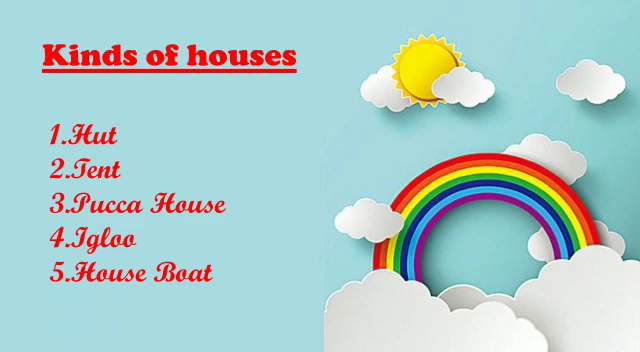 Kinds of houses
1.Hut
2.Tent
3.Pucca House
4.Igloo
5.House Boat